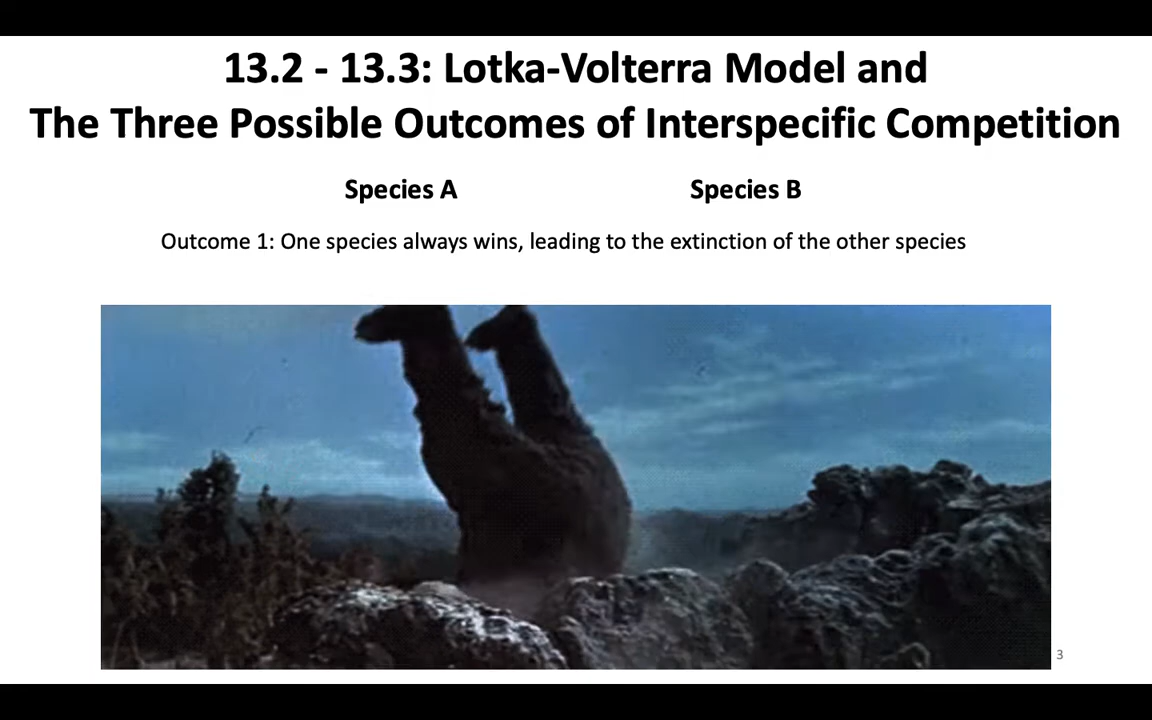 13.2 - 13.3: Lotka-Volterra Model and
The Three Possible Outcomes of Interspecific Competition
Species A Species B
Outcome 1: One species always wins, leading to the extinction of the other species
3